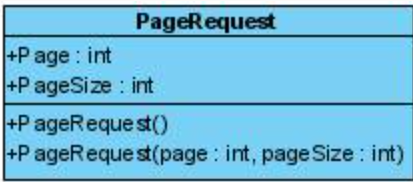 PageRequest
+Page : int
+PageSize : int
+PageRequest()
+PageRequest(page : int, pageSize : int)